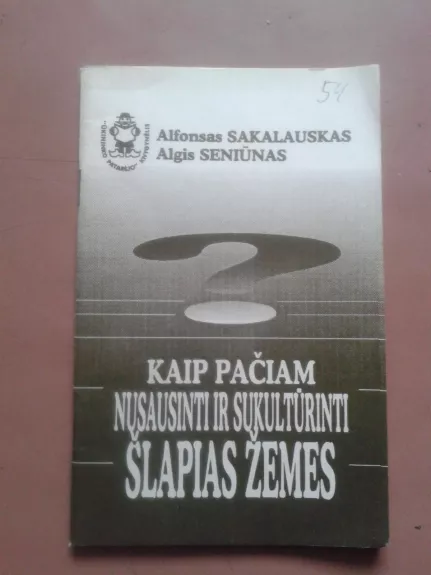 54
Alfonsas SAKALAUSKAS
Algis SENIŪNAS
KAIP PAČIAM
NUSAUSINTI IR SUKULTŪRINTI
ŠLAPIAS ŽEMES